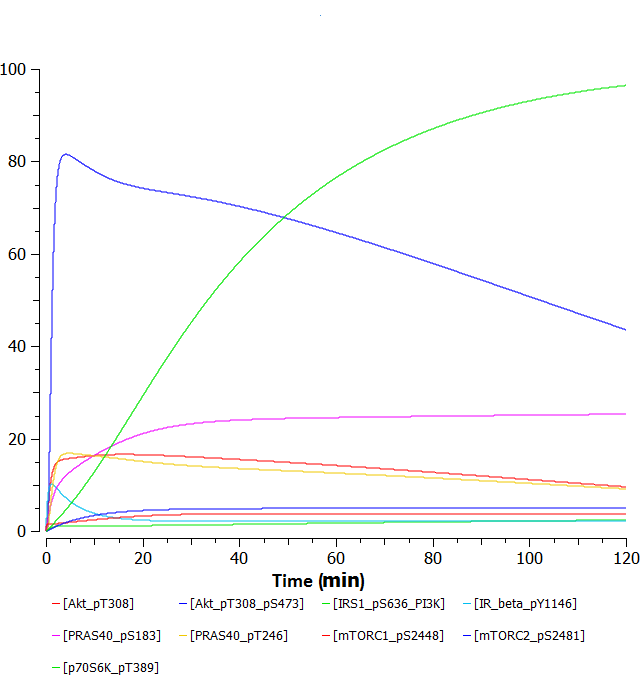 100
80
60
40
20
0
0 20 40 60 80 100 120
Time (min)
[Akt_pT308] [Akt_pT308_pS473] [IRS1_pS636_PI3K] [IR_beta_pY1146]
[PRAS40_pS183] [PRAS40_pT246] [mTORC1_pS2448] [mTORC2_pS2481]
[p70S6K_pT389]